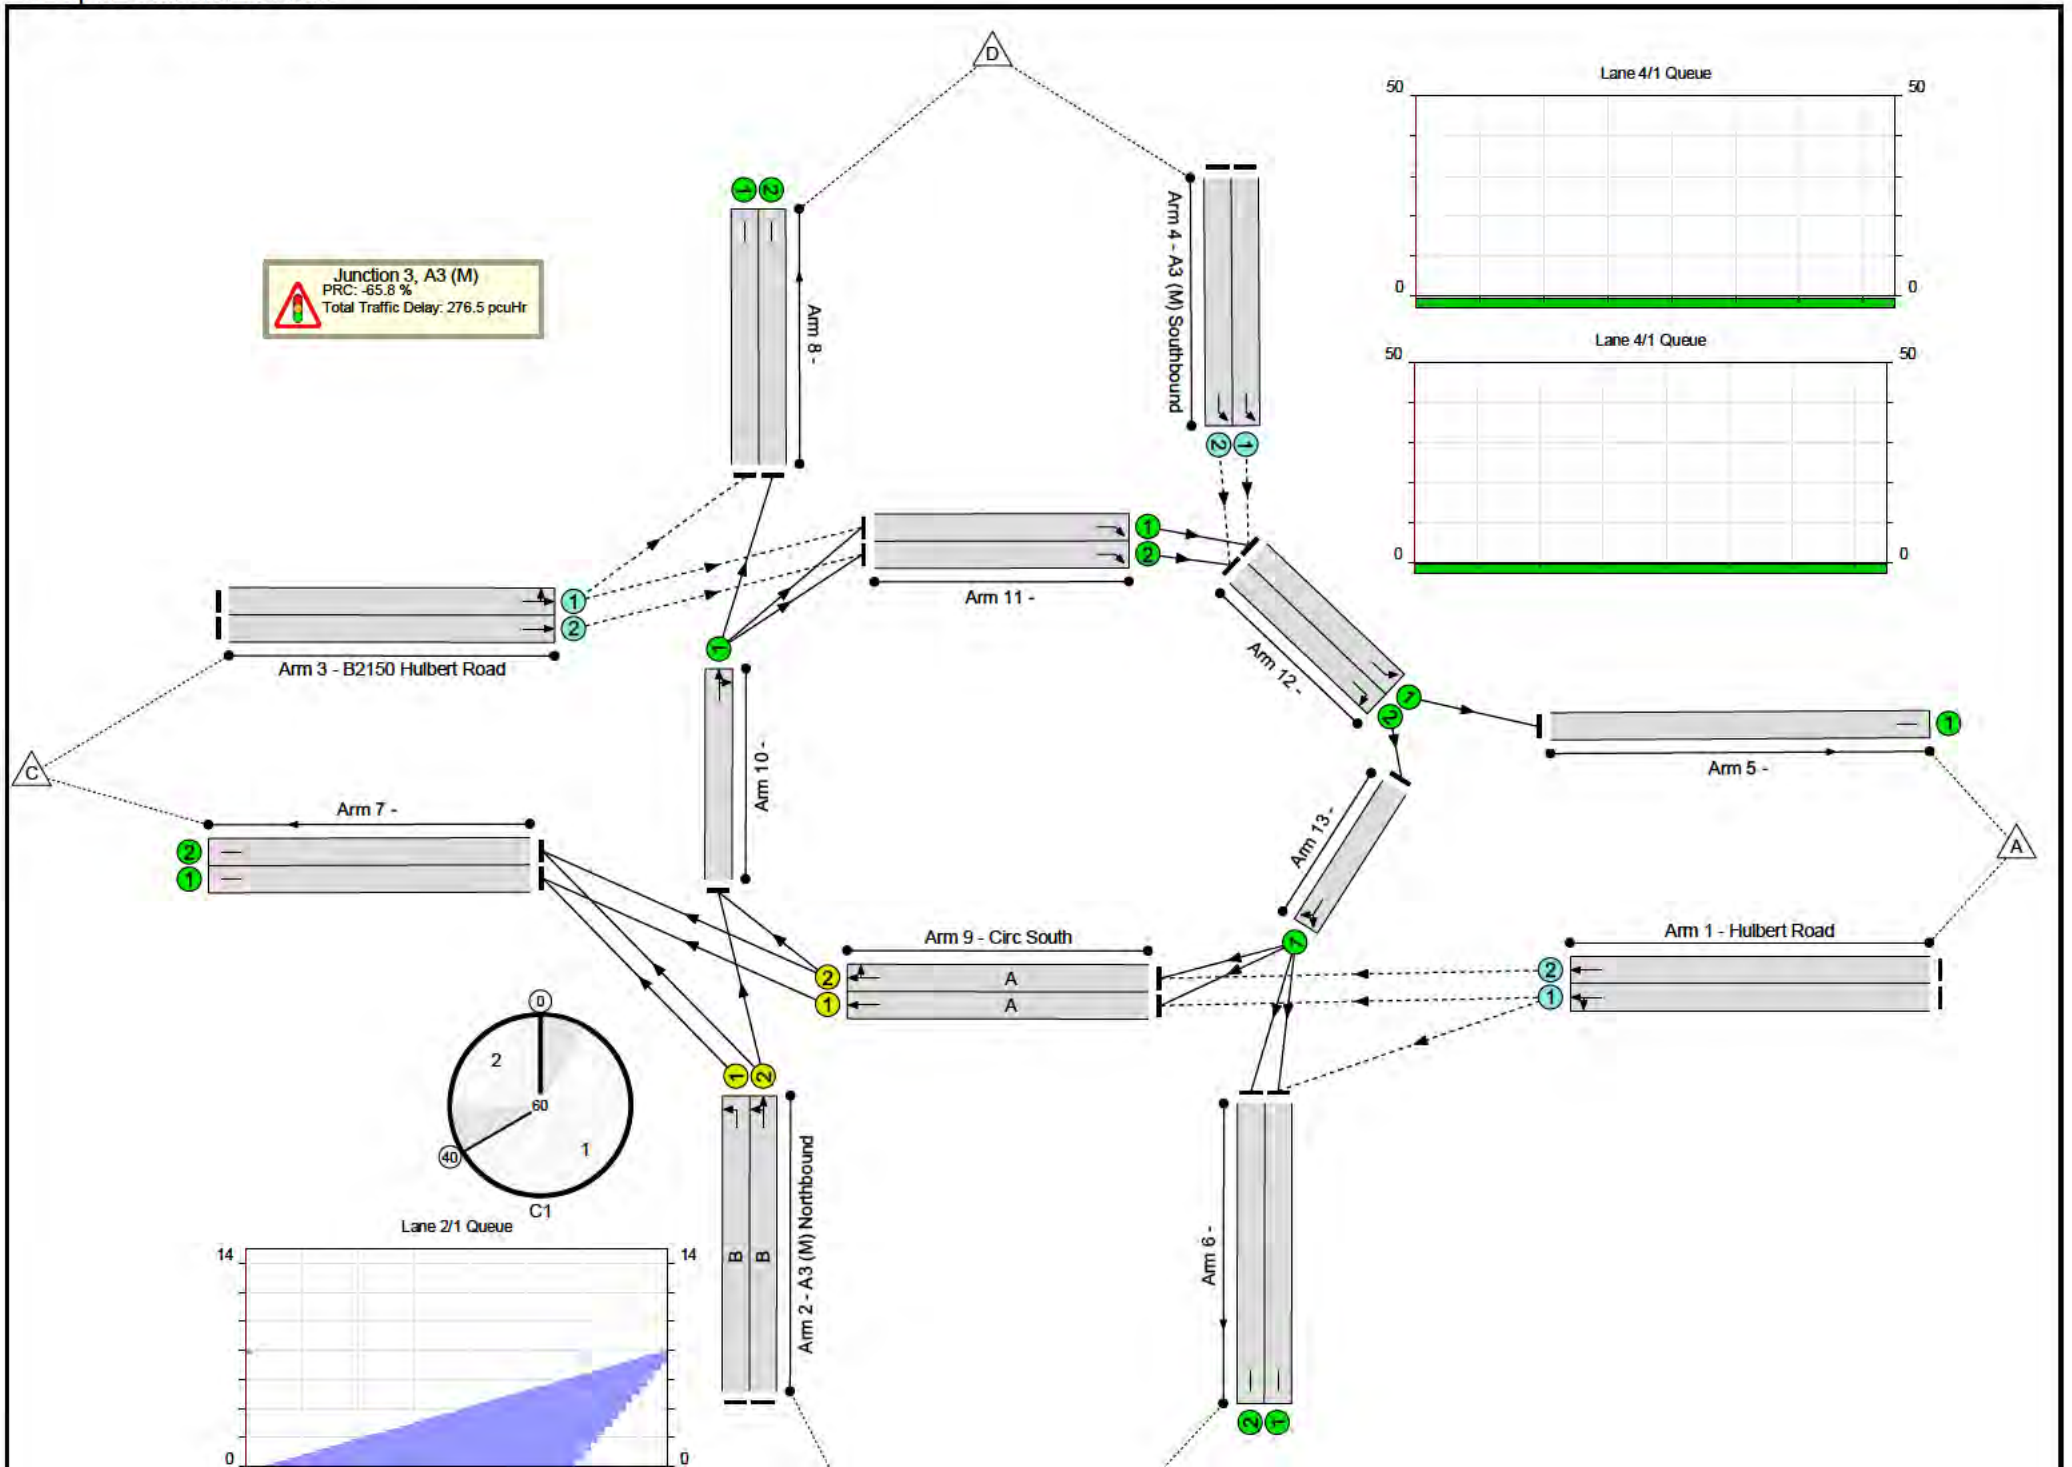 D
Lane 4/1 Queue
50
50
0
0
1
2
Arm 8 -
Arm 4 - A3 (M) Southbound
2
1
Junction 3, A3 (M)
PRC: -65.8 %
Total Traffic Delay: 276.5 pcuHr
Lane 4/1 Queue
50
50
0
0
1
2
Arm 11 -
1
2
Arm 3 - B2150 Hulbert Road
1
Arm 10 -
Arm 12 -
1
2
1
Arm 5 -
C
A
Arm 7 -
2
1
Arm 13 -
1
Arm 9 - Circ South
A
A
2
1
Arm 1 - Hulbert Road
2
1
0
2
60
1
40
C1
1
2
B
B
Arm 2 - A3 (M) Northbound
Arm 6 -
2
1
Lane 2/1 Queue
14
14
0
0